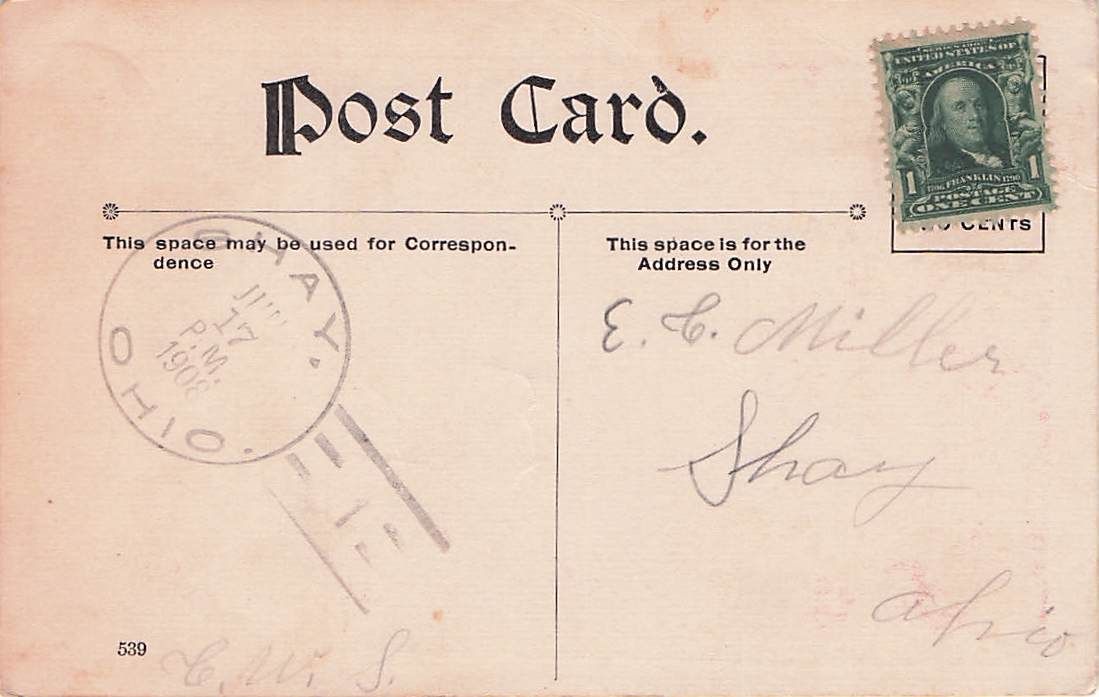 Post Card.
SERIES 1902
UNITED STATES OF
AMERICA
1 1
1706 FRANKLIN 1790
POSTAGE
ONE CENT
CENTS
This space may be used for Correspon-
dence
This space is for the
Address Only
SHAY,
OHIO.
17
P.M.
1908
E. C. Miller
Shay
Ohio
539
C. W. S.